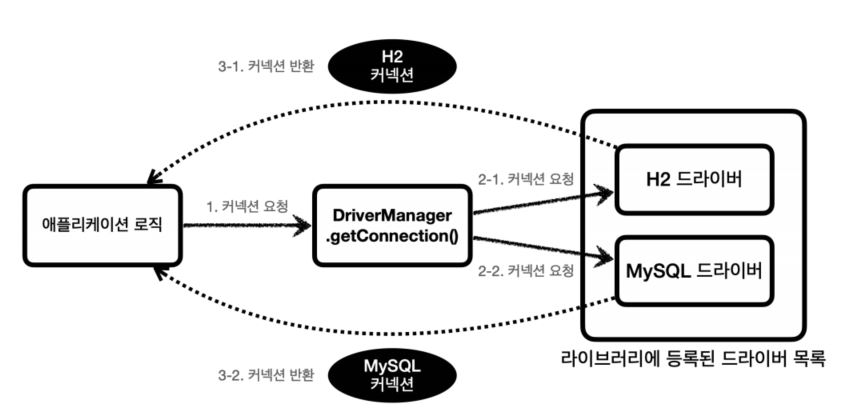 H2
커넥션
3-1. 커넥션 반환
2-1. 커넥션 요청
H2 드라이버
애플리케이션 로직
1. 커넥션 요청
DriverManager
.getConnection()
2-2. 커넥션 요청
MySQL 드라이버
라이브러리에 등록된 드라이버 목록
3-2. 커넥션 반환
MySQL
커넥션